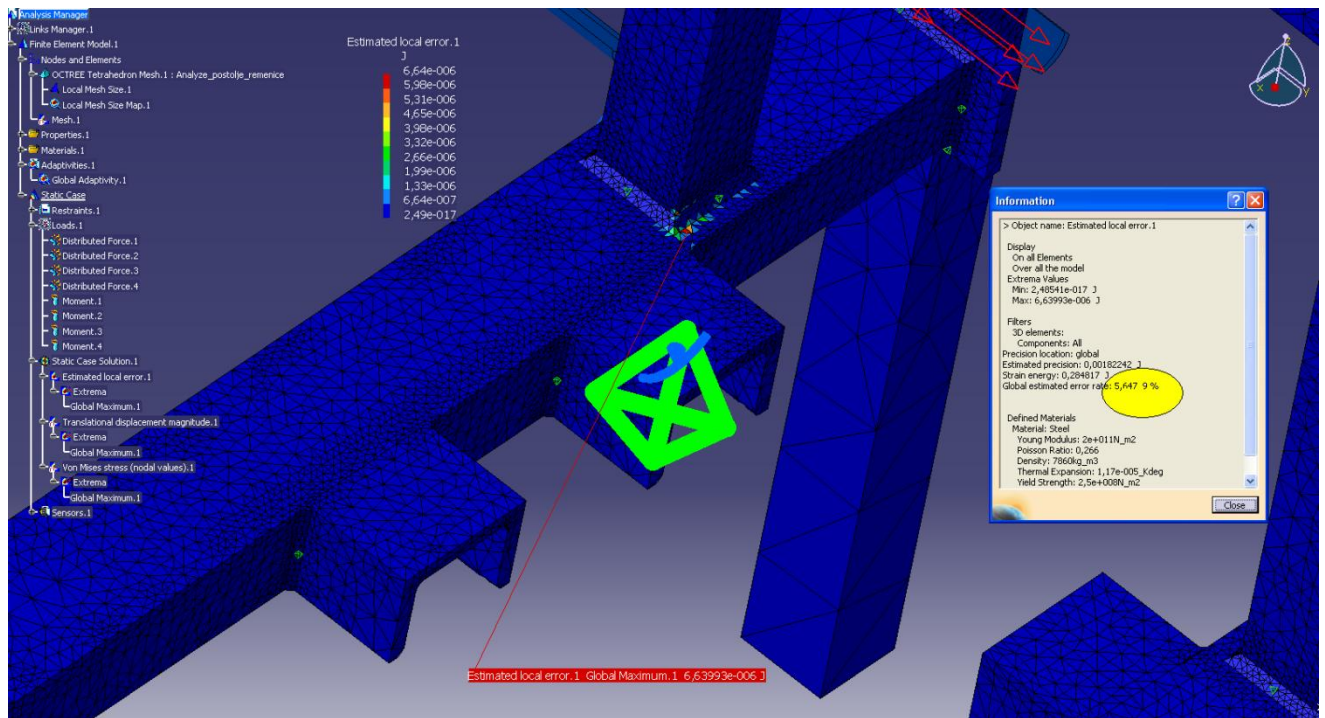 Analysis Manager
Links Manager.1
Finite Element Model.1
Nodes and Elements
OCTREE Tetrahedron Mesh.1 : Analyze_postolje_remenice
Local Mesh Size.1
Local Mesh Size Map.1
Mesh.1
Properties.1
Materials.1
Adaptivities.1
Global Adaptivity.1
Static Case
Restraints.1
Loads.1
Distributed Force.1
Distributed Force.2
Distributed Force.3
Distributed Force.4
Moment.1
Moment.2
Moment.3
Moment.4
Static Case Solution.1
Estimated local error.1
Extrema
Global Maximum.1
Translational displacement magnitude.1
Extrema
Global Maximum.1
Von Mises stress (nodal values).1
Extrema
Global Maximum.1
Sensors.1
Estimated local error.1
J
6,64e-006
5,98e-006
5,31e-006
4,65e-006
3,98e-006
3,32e-006
2,66e-006
1,99e-006
1,33e-006
6,64e-007
2,49e-017
Estimated local error.1 Global Maximum.1 6,63993e-006 J
z
x
y
Information
> Object name: Estimated local error.1
Display
On all Elements
Over all the model
Extrema Values
Min: 2,48541e-017 J
Max: 6,63993e-006 J
Filters
3D elements:
Components: All
Precision location: global
Estimated precision: 0,00182242 J
Strain energy: 0,284817 J
Global estimated error rate: 5,647 9 %
Defined Materials
Material: Steel
Young Modulus: 2e+011N_m2
Poisson Ratio: 0,266
Density: 7860kg_m3
Thermal Expansion: 1,17e-005_Kdeg
Yield Strength: 2,5e+008N_m2
Close